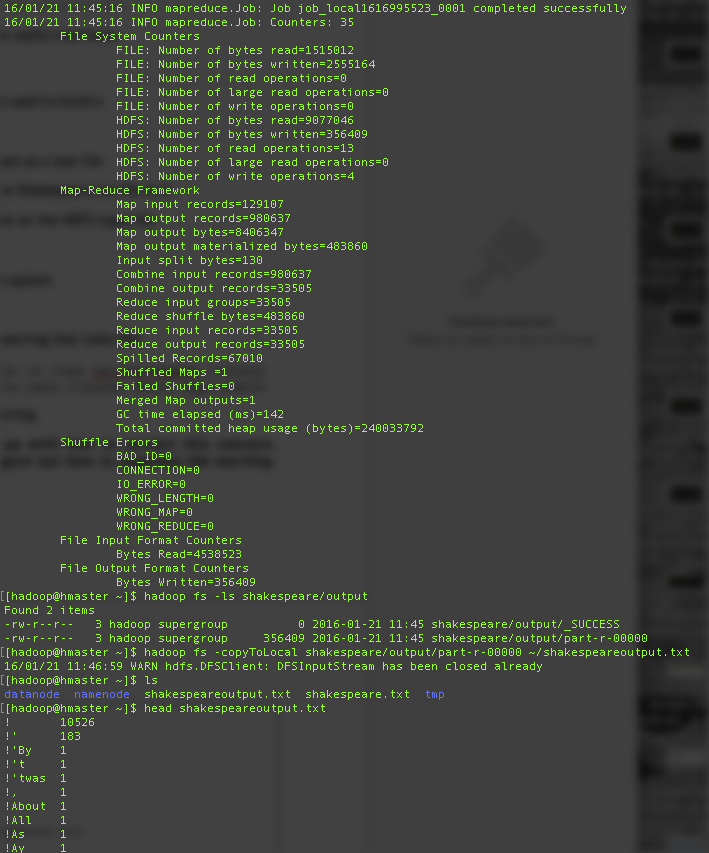 16/01/21 11:45:16 INFO mapreduce.Job: Job job_local1616995523_0001 completed successfully
16/01/21 11:45:16 INFO mapreduce.Job: Counters: 35
File System Counters
FILE: Number of bytes read=1515012
FILE: Number of bytes written=2555164
FILE: Number of read operations=0
FILE: Number of large read operations=0
FILE: Number of write operations=0
HDFS: Number of bytes read=9077046
HDFS: Number of bytes written=356409
HDFS: Number of read operations=13
HDFS: Number of large read operations=0
HDFS: Number of write operations=4
Map-Reduce Framework
Map input records=129107
Map output records=980637
Map output bytes=8406347
Map output materialized bytes=483860
Input split bytes=130
Combine input records=980637
Combine output records=33505
Reduce input groups=33505
Reduce shuffle bytes=483860
Reduce input records=33505
Reduce output records=33505
Spilled Records=67010
Shuffled Maps =1
Failed Shuffles=0
Merged Map outputs=1
GC time elapsed (ms)=142
Total committed heap usage (bytes)=240033792
Shuffle Errors
BAD_ID=0
CONNECTION=0
IO_ERROR=0
WRONG_LENGTH=0
WRONG_MAP=0
WRONG_REDUCE=0
File Input Format Counters
Bytes Read=4538523
File Output Format Counters
Bytes Written=356409
[[hadoop@hmaster ~]$ hadoop fs -ls shakespeare/output
Found 2 items
-rw-r--r--   3 hadoop supergroup          0 2016-01-21 11:45 shakespeare/output/_SUCCESS
-rw-r--r--   3 hadoop supergroup     356409 2016-01-21 11:45 shakespeare/output/part-r-00000
[[hadoop@hmaster ~]$ hadoop fs -copyToLocal shakespeare/output/part-r-00000 ~/shakespeareoutput.txt
16/01/21 11:46:59 WARN hdfs.DFSClient: DFSInputStream has been closed already
[[hadoop@hmaster ~]$ ls
datanode  namenode  shakespeareoutput.txt  shakespeare.txt  tmp
[[hadoop@hmaster ~]$ head shakespeareoutput.txt
!       10526
!'      183
!'By    1
!'t     1
!'twas  1
!,      1
!About  1
!All    1
!As     1
!Ay     1